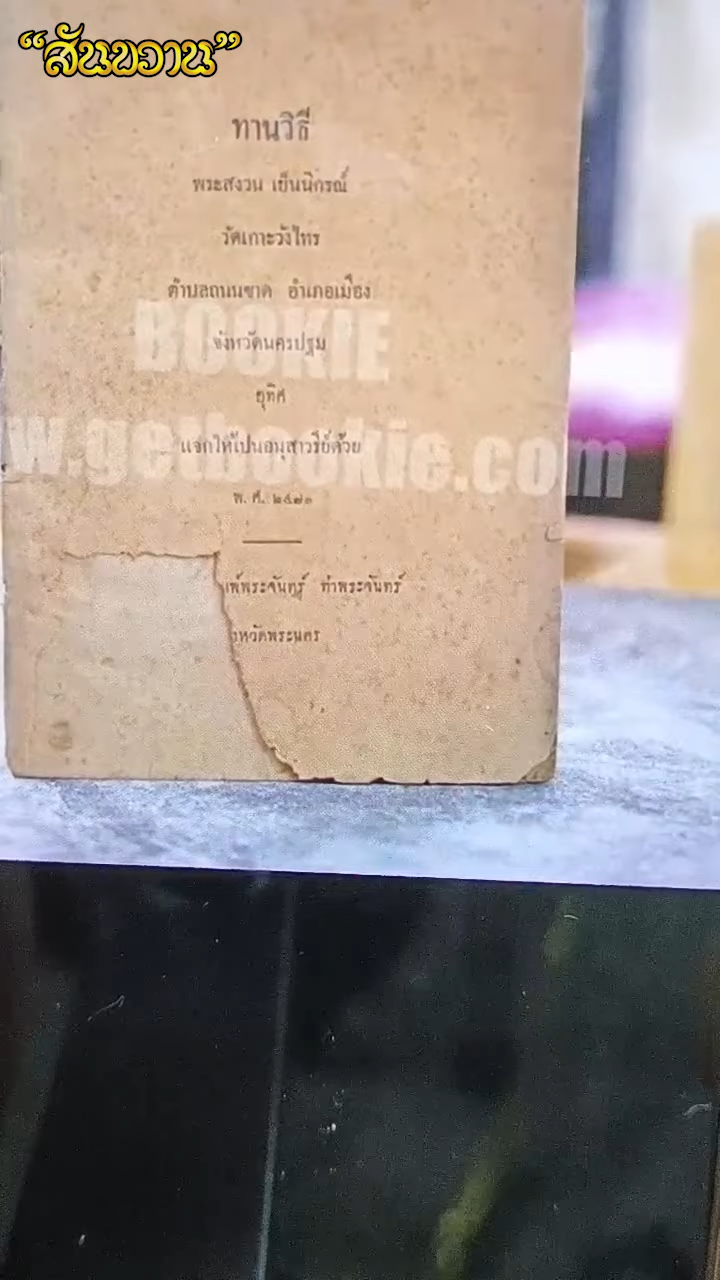 “สันขวาน”
ทานวิธี
พระสงวน เย็นนิกรณ์
วัดเกาะวังไทร
ตำบลถนนขาด อำเภอเมือง
BOOKIE
จังหวัดนครปฐม
อุทิศ
w.getbookie.com
แจกให้เป็นอนุสาวรีย์ด้วย
พ. ศ. ๒๔๗๓
พ์พระจันทร์ ท่าพระจันทร์
งหวัดพระนคร